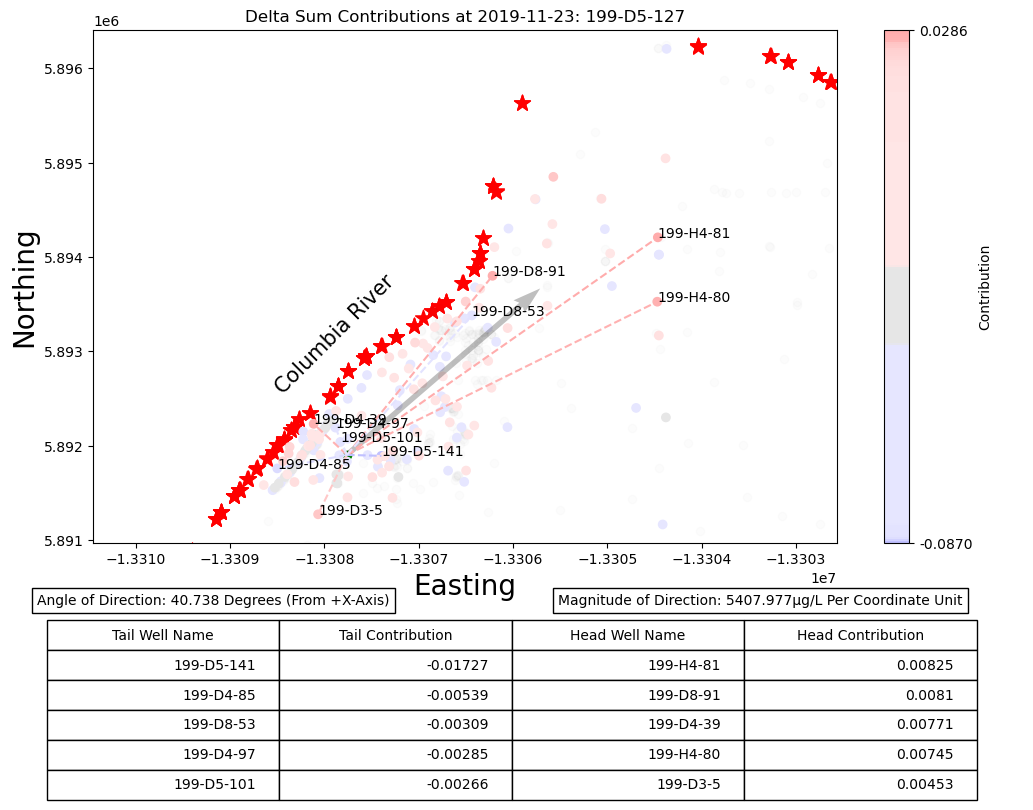 Delta Sum Contributions at 2019-11-23: 199-D5-127
1e6
0.0286
5.896
5.895
5.894
5.893
5.892
5.891
Northing
Columbia River
199-H4-81
199-D8-91
199-H4-80
199-D8-53
199-D4-39
199-D4-97
199-D5-101
199-D5-141
199-D4-85
199-D3-5
Contribution
-0.0870
−1.3310 −1.3309 −1.3308 −1.3307 −1.3306 −1.3305 −1.3304 −1.3303
1e7
Easting
Angle of Direction: 40.738 Degrees (From +X-Axis)
Magnitude of Direction: 5407.977μg/L Per Coordinate Unit
Tail Well Name Tail Contribution Head Well Name Head Contribution
199-D5-141 -0.01727 199-H4-81 0.00825
199-D4-85 -0.00539 199-D8-91 0.0081
199-D8-53 -0.00309 199-D4-39 0.00771
199-D4-97 -0.00285 199-H4-80 0.00745
199-D5-101 -0.00266 199-D3-5 0.00453